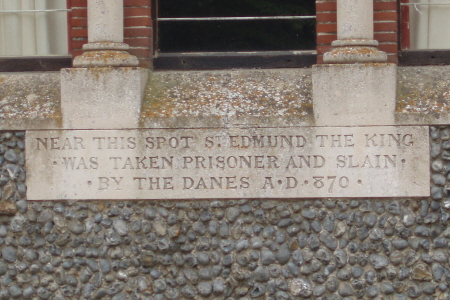 NEAR THIS SPOT St EDMUND THE KING
· WAS TAKEN PRISONER AND SLAIN ·
· BY THE DANES A · D · 870 ·